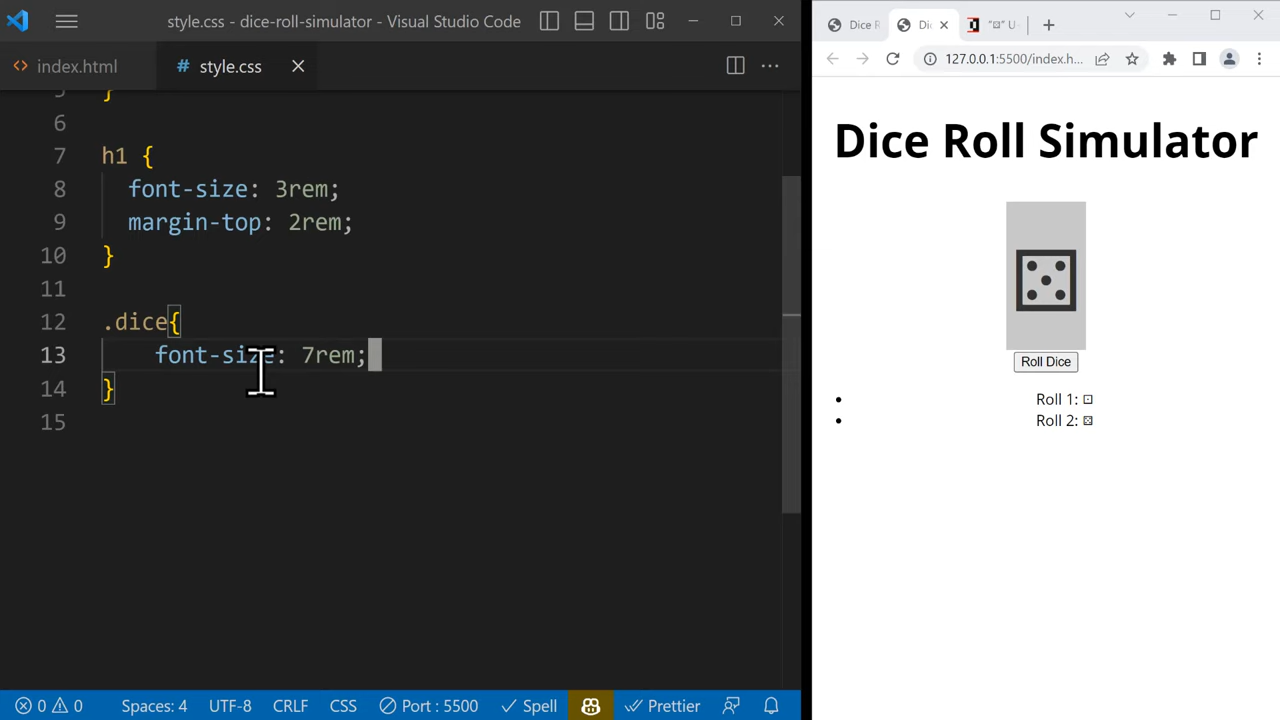 style.css - dice-roll-simulator - Visual Studio Code
index.html
# style.css
6
7 h1 {
8 font-size: 3rem;
9 margin-top: 2rem;
10 }
11
12 .dice{
13 font-size: 7rem;
14 }
15
0 0 Spaces: 4 UTF-8 CRLF CSS Port : 5500 Spell Prettier
Dice R
Dic
"⚄" U
127.0.0.1:5500/index.h...
Dice Roll Simulator
⚄
Roll Dice
• Roll 1: ⚀
• Roll 2: ⚄